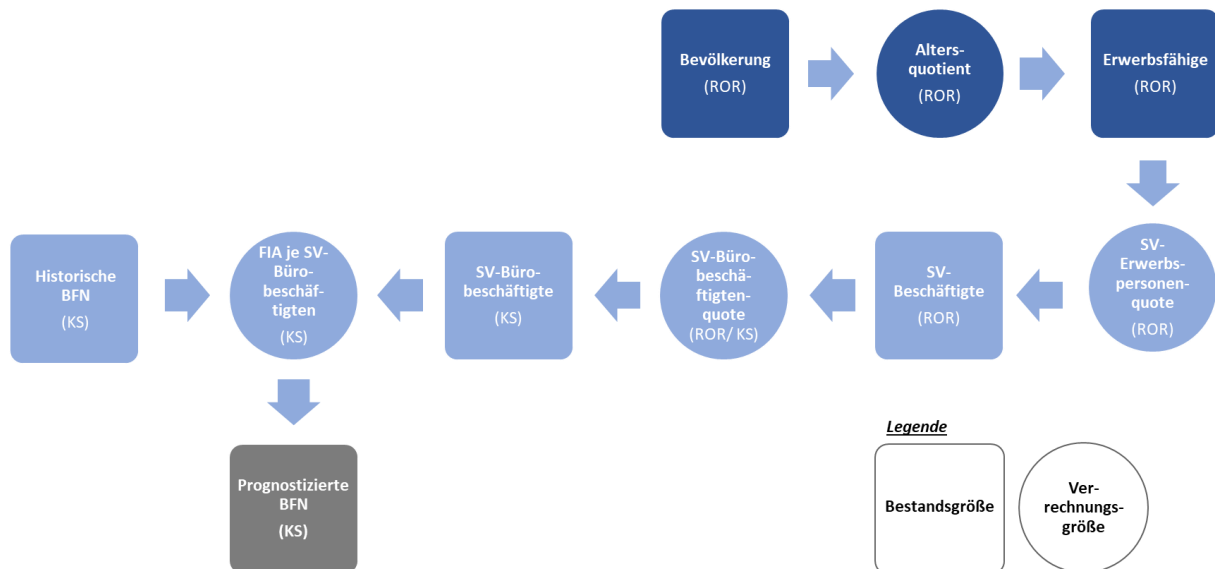 Bevölkerung
(ROR)
Alters-
quotient
(ROR)
Erwerbsfähige
(ROR)
Historische
BFN
(KS)
FIA je SV-
Büro-
beschäf-
tigten
(KS)
SV-Büro-
beschäftigte
(KS)
SV-Büro-
beschä-
ftigten-
quote
(ROR/ KS)
SV-
Beschäftigte
(ROR)
SV-
Erwerbs-
personen-
quote
(ROR)
Prognostizierte
BFN
(KS)
Legende
Bestandsgröße
Ver-
rechnungs-
größe